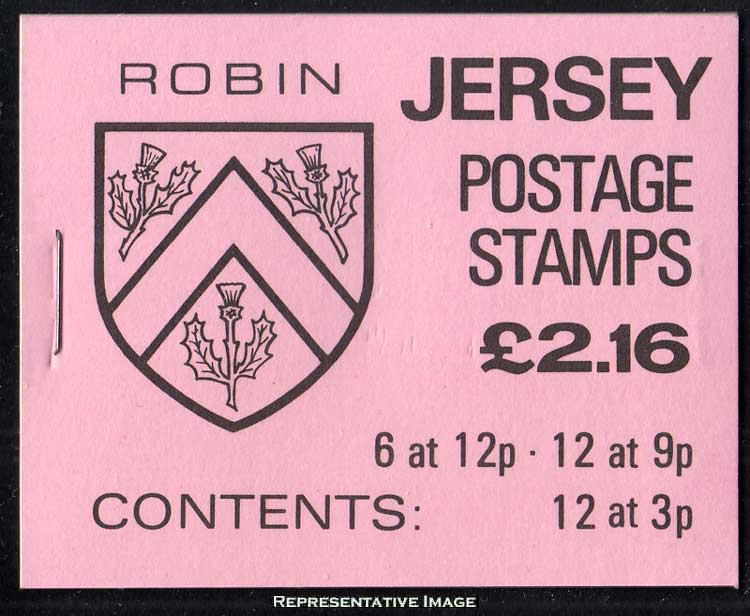 ROBIN
JERSEY
POSTAGE
STAMPS
£2.16
6 at 12p · 12 at 9p
CONTENTS: 12 at 3p
REPRESENTATIVE IMAGE